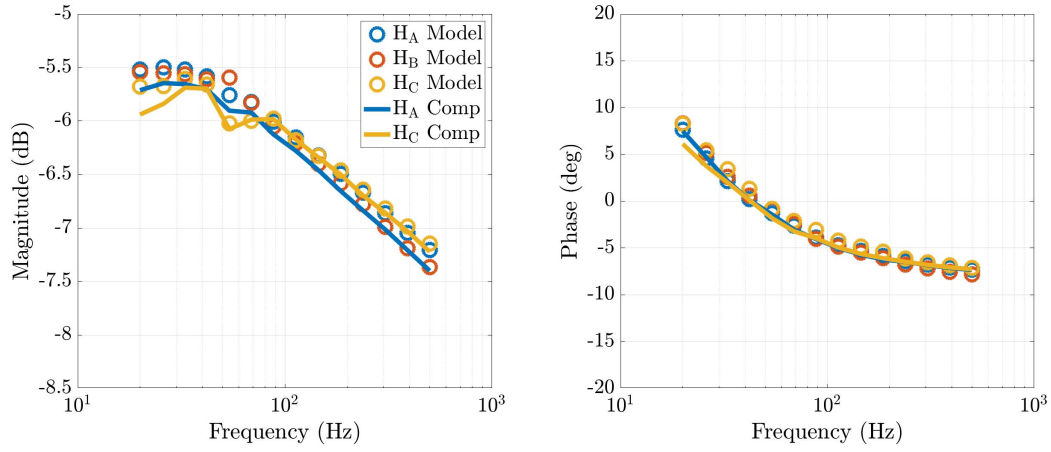 -5
-5.5
-6
-6.5
-7
-7.5
-8
-8.5
Magnitude (dB)
10^1
10^2
10^3
Frequency (Hz)
H_A Model
H_B Model
H_C Model
H_A Comp
H_C Comp
20
15
10
5
0
-5
-10
-15
-20
Phase (deg)
10^1
10^2
10^3
Frequency (Hz)